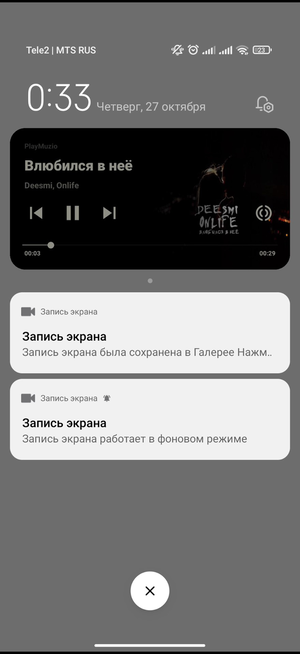 Tele2 | MTS RUS
23
0:33 Четверг, 27 октября
PlayMuzio
Влюбился в неё
Deesmi, Onlife
DEESMI
ONLIFE
ВЛЮБИЛСЯ В НЕЁ
00:03
00:29
Запись экрана
Запись экрана
Запись экрана была сохранена в Галерее Нажм..
Запись экрана
Запись экрана
Запись экрана работает в фоновом режиме